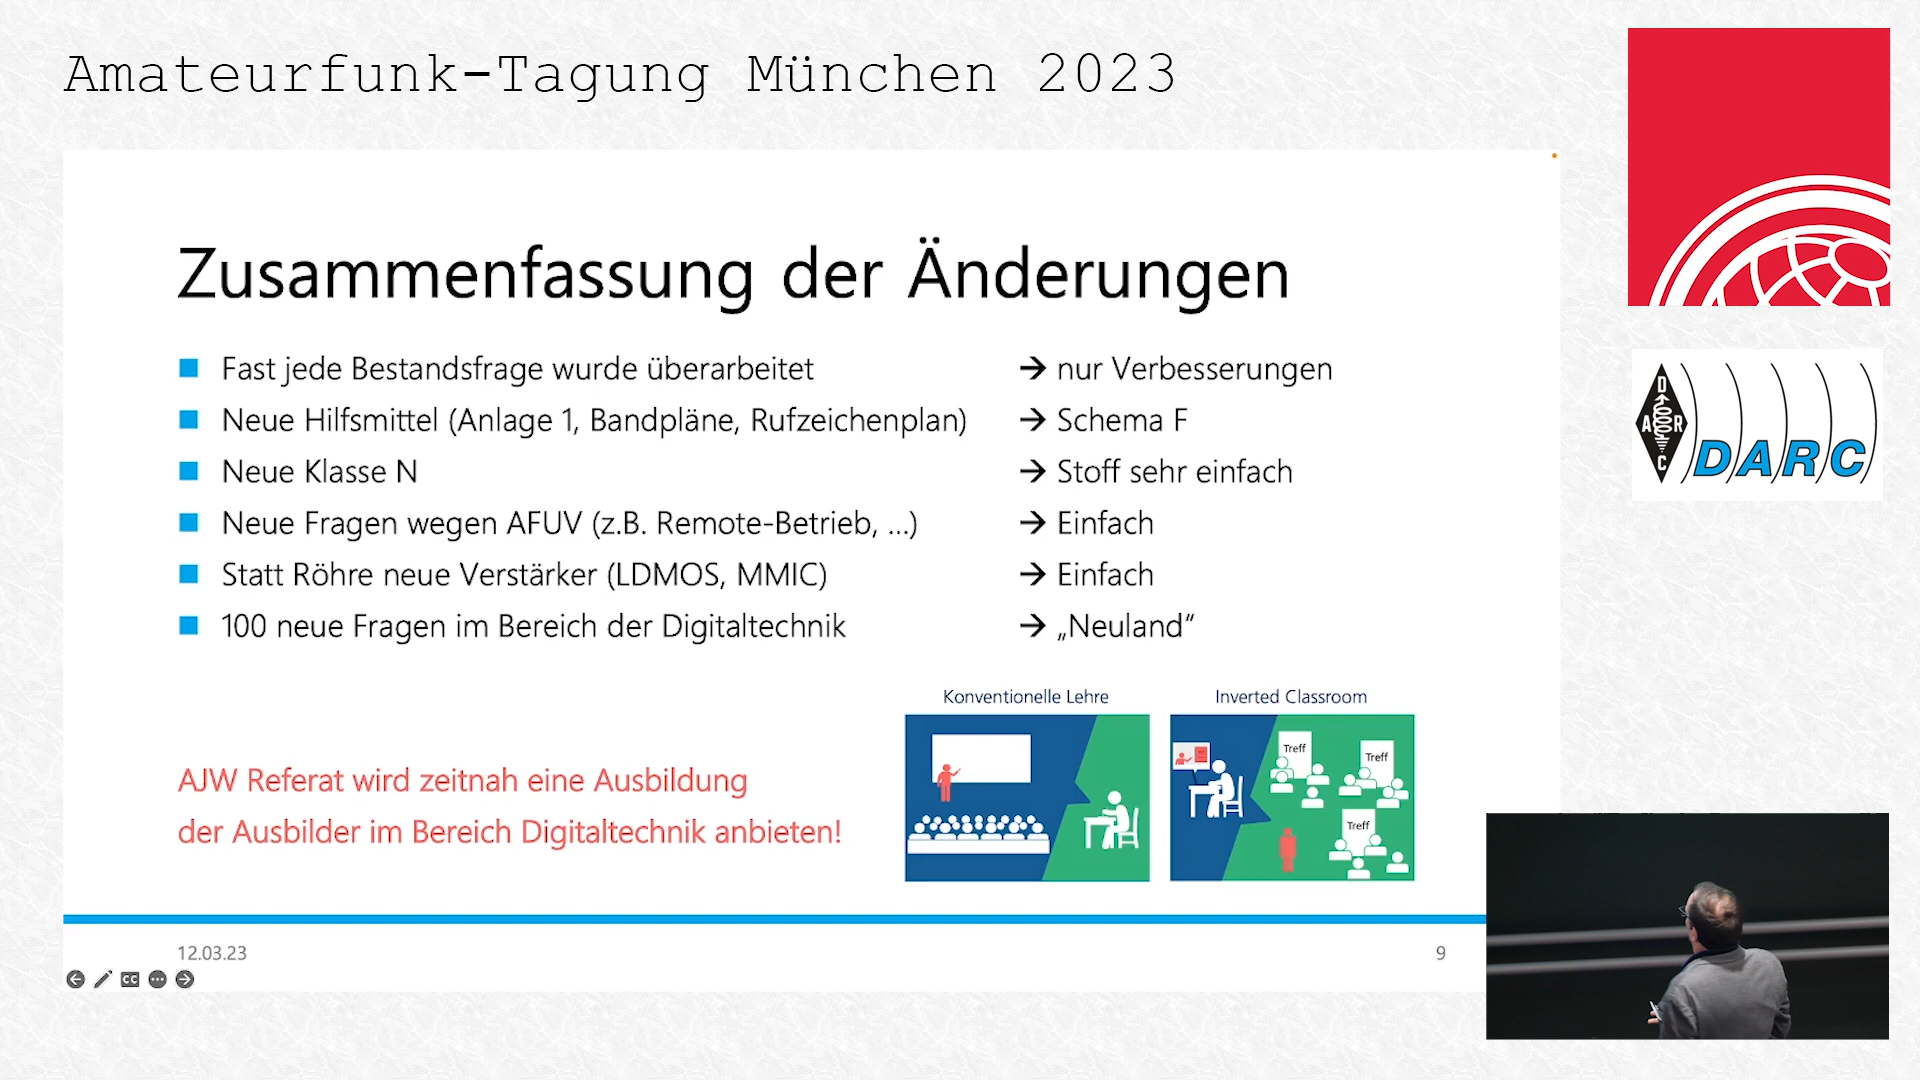 Amateurfunk-Tagung München 2023
Zusammenfassung der Änderungen
Fast jede Bestandsfrage wurde überarbeitet → nur Verbesserungen
Neue Hilfsmittel (Anlage 1, Bandpläne, Rufzeichenplan) → Schema F
Neue Klasse N → Stoff sehr einfach
Neue Fragen wegen AFUV (z.B. Remote-Betrieb, ...) → Einfach
Statt Röhre neue Verstärker (LDMOS, MMIC) → Einfach
100 neue Fragen im Bereich der Digitaltechnik → „Neuland“
Konventionelle Lehre
Inverted Classroom
Treff
Treff
Treff
AJW Referat wird zeitnah eine Ausbildung
der Ausbilder im Bereich Digitaltechnik anbieten!
12.03.23
9
CC
D
A R
C
DARC